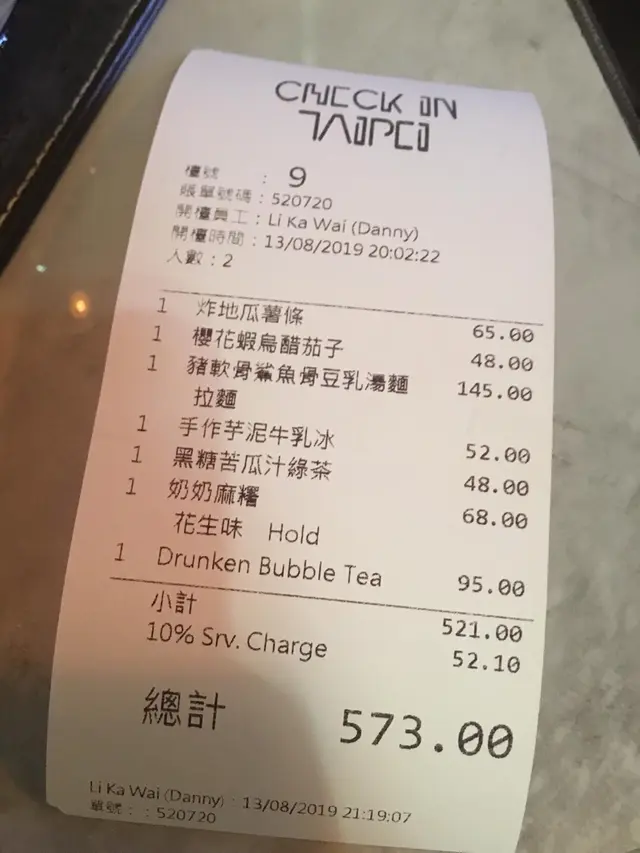 CHECK IN
TAIPEI
檯號 : 9
賬單號碼 : 520720
開檯員工 : Li Ka Wai (Danny)
開檯時間 : 13/08/2019 20:02:22
人數 : 2
1 炸地瓜薯條 65.00
1 櫻花蝦烏醋茄子 48.00
1 豬軟骨鯊魚骨豆乳湯麵 145.00
拉麵
1 手作芋泥牛乳冰 52.00
1 黑糖苦瓜汁綠茶 48.00
1 奶奶麻糬 68.00
花生味 Hold
1 Drunken Bubble Tea 95.00
小計 521.00
10% Srv. Charge 52.10
總計 573.00
Li Ka Wai (Danny) : 13/08/2019 21:19:07
單號 : : 520720